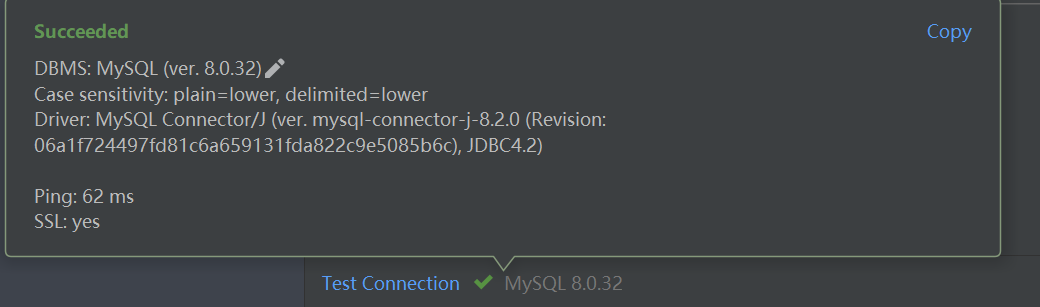 Succeeded
Copy
DBMS: MySQL (ver. 8.0.32)
Case sensitivity: plain=lower, delimited=lower
Driver: MySQL Connector/J (ver. mysql-connector-j-8.2.0 (Revision:
06a1f724497fd81c6a659131fda822c9e5085b6c), JDBC4.2)
Ping: 62 ms
SSL: yes
Test Connection MySQL 8.0.32